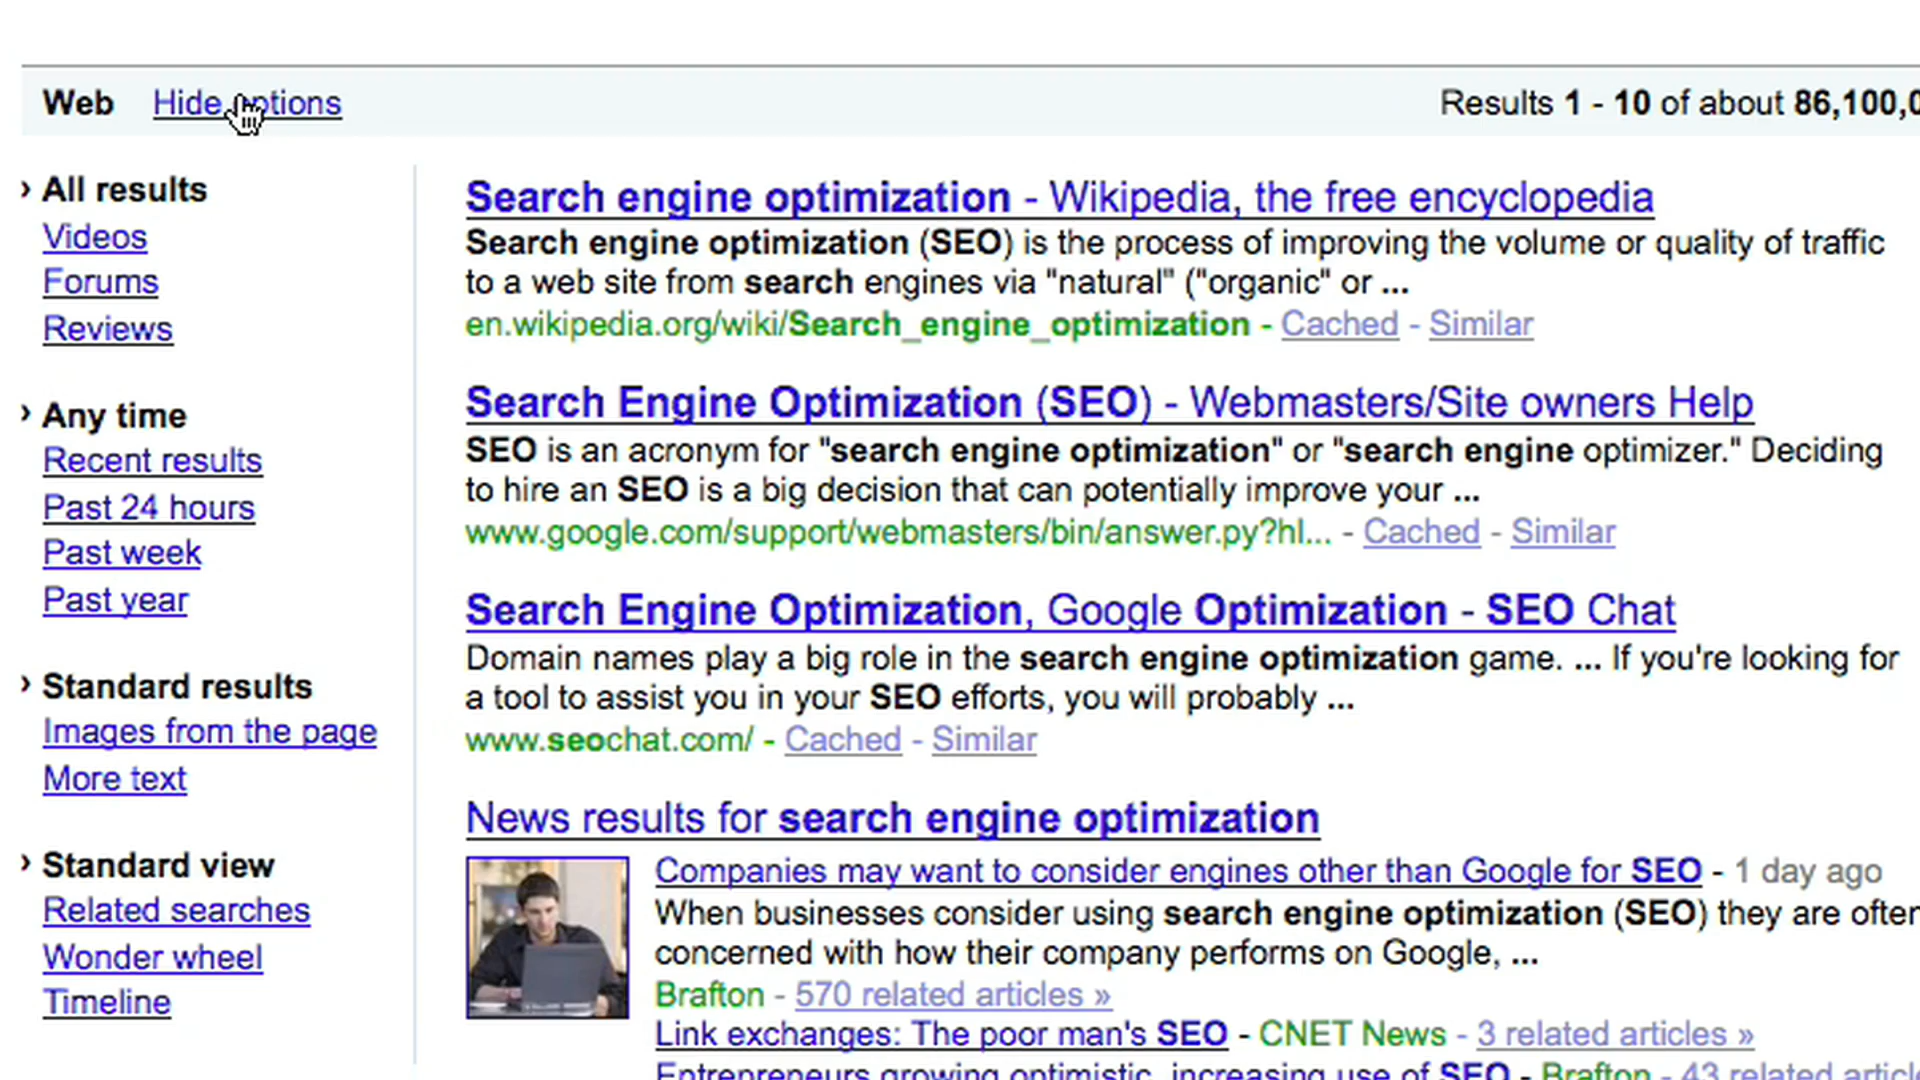 Web Hide options Results 1 - 10 of about 86,100,0
› All results
Videos
Forums
Reviews
› Any time
Recent results
Past 24 hours
Past week
Past year
› Standard results
Images from the page
More text
› Standard view
Related searches
Wonder wheel
Timeline
Search engine optimization - Wikipedia, the free encyclopedia
Search engine optimization (SEO) is the process of improving the volume or quality of traffic
to a web site from search engines via "natural" ("organic" or ...
en.wikipedia.org/wiki/Search_engine_optimization - Cached - Similar
Search Engine Optimization (SEO) - Webmasters/Site owners Help
SEO is an acronym for "search engine optimization" or "search engine optimizer." Deciding
to hire an SEO is a big decision that can potentially improve your ...
www.google.com/support/webmasters/bin/answer.py?hl... - Cached - Similar
Search Engine Optimization, Google Optimization - SEO Chat
Domain names play a big role in the search engine optimization game. ... If you're looking for
a tool to assist you in your SEO efforts, you will probably ...
www.seochat.com/ - Cached - Similar
News results for search engine optimization
Companies may want to consider engines other than Google for SEO - 1 day ago
When businesses consider using search engine optimization (SEO) they are often
concerned with how their company performs on Google, ...
Brafton - 570 related articles »
Link exchanges: The poor man's SEO - CNET News - 3 related articles »
Entrepreneurs growing optimistic, increasing use of SEO - Brafton - 43 related